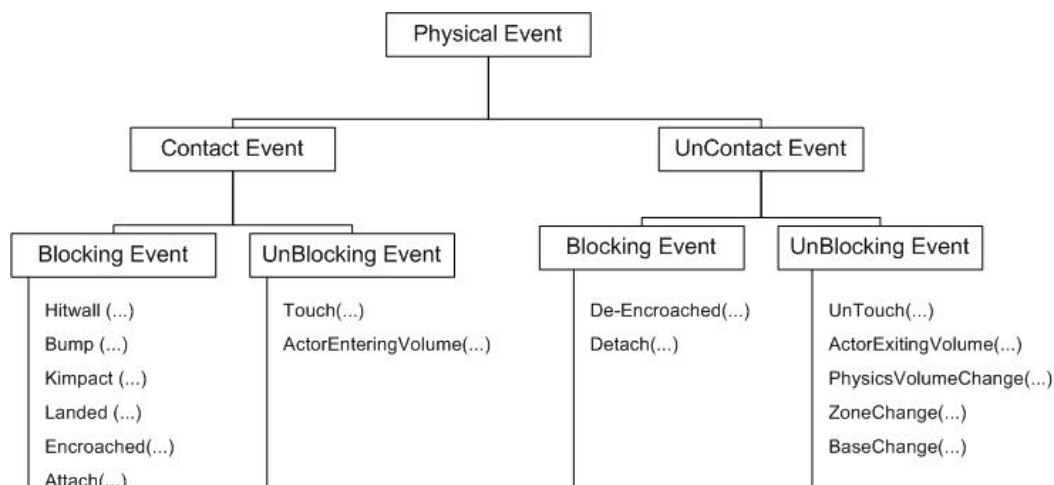 Physical Event
Contact Event
UnContact Event
Blocking Event
UnBlocking Event
Blocking Event
UnBlocking Event
Hitwall (...)
Bump (...)
Kimpact (...)
Landed (...)
Encroached(...)
Attach(...)
Touch(...)
ActorEnteringVolume(...)
De-Encroached(...)
Detach(...)
UnTouch(...)
ActorExitingVolume(...)
PhysicsVolumeChange(...)
ZoneChange(...)
BaseChange(...)